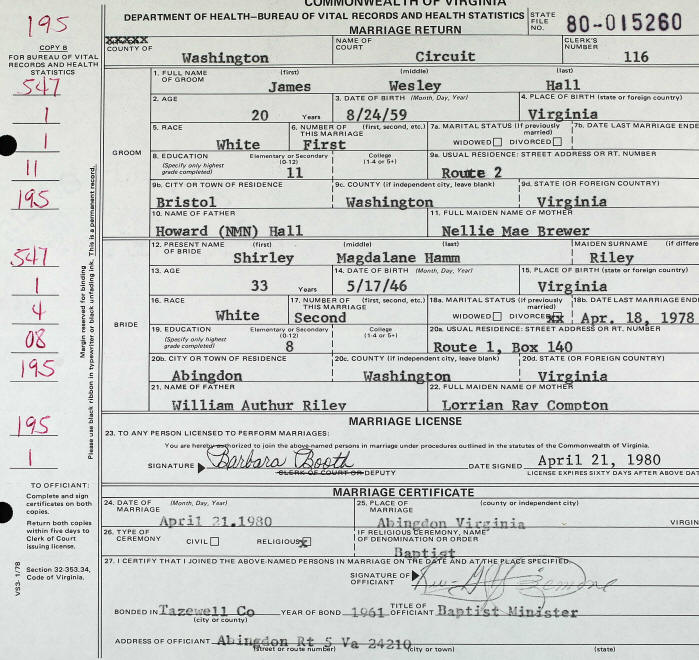 COMMONWEALTH OF VIRGINIA
DEPARTMENT OF HEALTH—BUREAU OF VITAL RECORDS AND HEALTH STATISTICS
MARRIAGE RETURN
STATE FILE NO. 80-015260
195
COPY B
FOR BUREAU OF VITAL RECORDS AND HEALTH STATISTICS
547
1
1
11
195
547
1
4
08
195
195
1
Margin reserved for binding
Please use black ribbon in typewriter or black unfading ink. This is a permanent record.
TO OFFICIANT:
Complete and sign certificates on both copies.
Return both copies within five days to Clerk of Court issuing license.
Section 32-353.34, Code of Virginia.
VS3- 1/78
XXXXX
COUNTY OF Washington
NAME OF COURT Circuit
CLERK'S NUMBER 116
GROOM
1. FULL NAME OF GROOM (first) (middle) (last)
James Wesley Hall
2. AGE 20 Years
3. DATE OF BIRTH (Month, Day, Year) 8/24/59
4. PLACE OF BIRTH (state or foreign country) Virginia
5. RACE White
6. NUMBER OF THIS MARRIAGE (first, second, etc.) First
7a. MARITAL STATUS (If previously married) WIDOWED DIVORCED
7b. DATE LAST MARRIAGE ENDE
8. EDUCATION (Specify only highest grade completed) Elementary or Secondary (0-12) 11 College (1-4 or 5+)
9a. USUAL RESIDENCE: STREET ADDRESS OR RT. NUMBER Route 2
9b. CITY OR TOWN OF RESIDENCE Bristol
9c. COUNTY (if independent city, leave blank) Washington
9d. STATE (OR FOREIGN COUNTRY) Virginia
10. NAME OF FATHER Howard (NMN) Hall
11. FULL MAIDEN NAME OF MOTHER Nellie Mae Brewer
BRIDE
12. PRESENT NAME OF BRIDE (first) (middle) (last) MAIDEN SURNAME (if differe
Shirley Magdalane Hamm Riley
13. AGE 33 Years
14. DATE OF BIRTH (Month, Day, Year) 5/17/46
15. PLACE OF BIRTH (state or foreign country) Virginia
16. RACE White
17. NUMBER OF THIS MARRIAGE (first, second, etc.) Second
18a. MARITAL STATUS (If previously married) WIDOWED DIVORCED xx
18b. DATE LAST MARRIAGE ENDE Apr. 18, 1978
19. EDUCATION (Specify only highest grade completed) Elementary or Secondary (0-12) 8 College (1-4 or 5+)
20a. USUAL RESIDENCE: STREET ADDRESS OR RT. NUMBER Route 1, Box 140
20b. CITY OR TOWN OF RESIDENCE Abingdon
20c. COUNTY (if independent city, leave blank) Washington
20d. STATE (OR FOREIGN COUNTRY) Virginia
21. NAME OF FATHER William Authur Riley
22. FULL MAIDEN NAME OF MOTHER Lorrian Ray Compton
MARRIAGE LICENSE
23. TO ANY PERSON LICENSED TO PERFORM MARRIAGES:
You are hereby authorized to join the above-named persons in marriage under procedures outlined in the statutes of the Commonwealth of Virginia.
SIGNATURE Barbara Booth DATE SIGNED April 21, 1980
CLERK OF COURT OR DEPUTY LICENSE EXPIRES SIXTY DAYS AFTER ABOVE DAT
MARRIAGE CERTIFICATE
24. DATE OF MARRIAGE (Month, Day, Year) April 21.1980
25. PLACE OF MARRIAGE (county or independent city) Abingdon Virginia VIRGIN
26. TYPE OF CEREMONY CIVIL RELIGIOUS x
IF RELIGIOUS CEREMONY, NAME OF DENOMINATION OR ORDER Baptist
27. I CERTIFY THAT I JOINED THE ABOVE-NAMED PERSONS IN MARRIAGE ON THE DATE AND AT THE PLACE SPECIFIED.
SIGNATURE OF OFFICIANT
BONDED IN Tazewell Co (city or county) YEAR OF BOND 1961 TITLE OF OFFICIANT Baptist Minister
ADDRESS OF OFFICIANT Abingdon Rt 5 Va 24210
(street or route number) (city or town) (state)